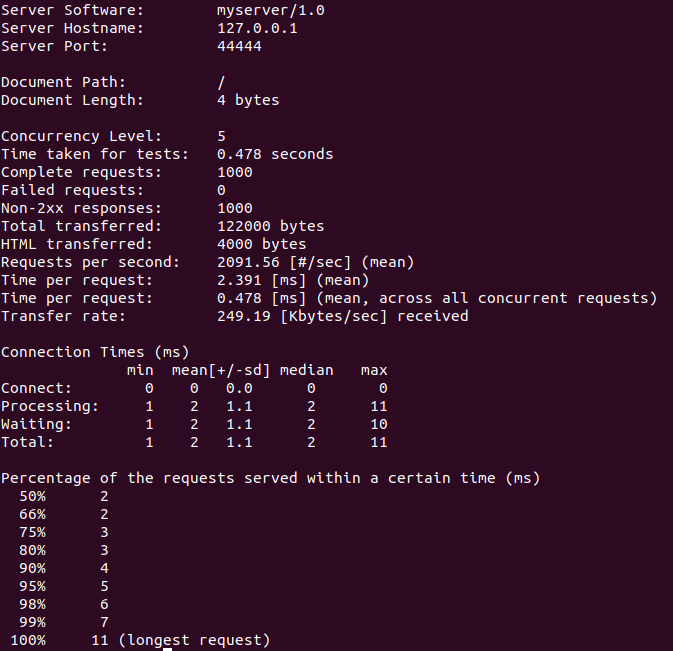 Server Software:        myserver/1.0
Server Hostname:        127.0.0.1
Server Port:            44444

Document Path:          /
Document Length:        4 bytes

Concurrency Level:      5
Time taken for tests:   0.478 seconds
Complete requests:      1000
Failed requests:        0
Non-2xx responses:      1000
Total transferred:      122000 bytes
HTML transferred:       4000 bytes
Requests per second:    2091.56 [#/sec] (mean)
Time per request:       2.391 [ms] (mean)
Time per request:       0.478 [ms] (mean, across all concurrent requests)
Transfer rate:          249.19 [Kbytes/sec] received

Connection Times (ms)
              min  mean[+/-sd] median   max
Connect:        0    0   0.0      0       0
Processing:     1    2   1.1      2      11
Waiting:        1    2   1.1      2      10
Total:          1    2   1.1      2      11

Percentage of the requests served within a certain time (ms)
  50%      2
  66%      2
  75%      3
  80%      3
  90%      4
  95%      5
  98%      6
  99%      7
 100%     11 (longest request)